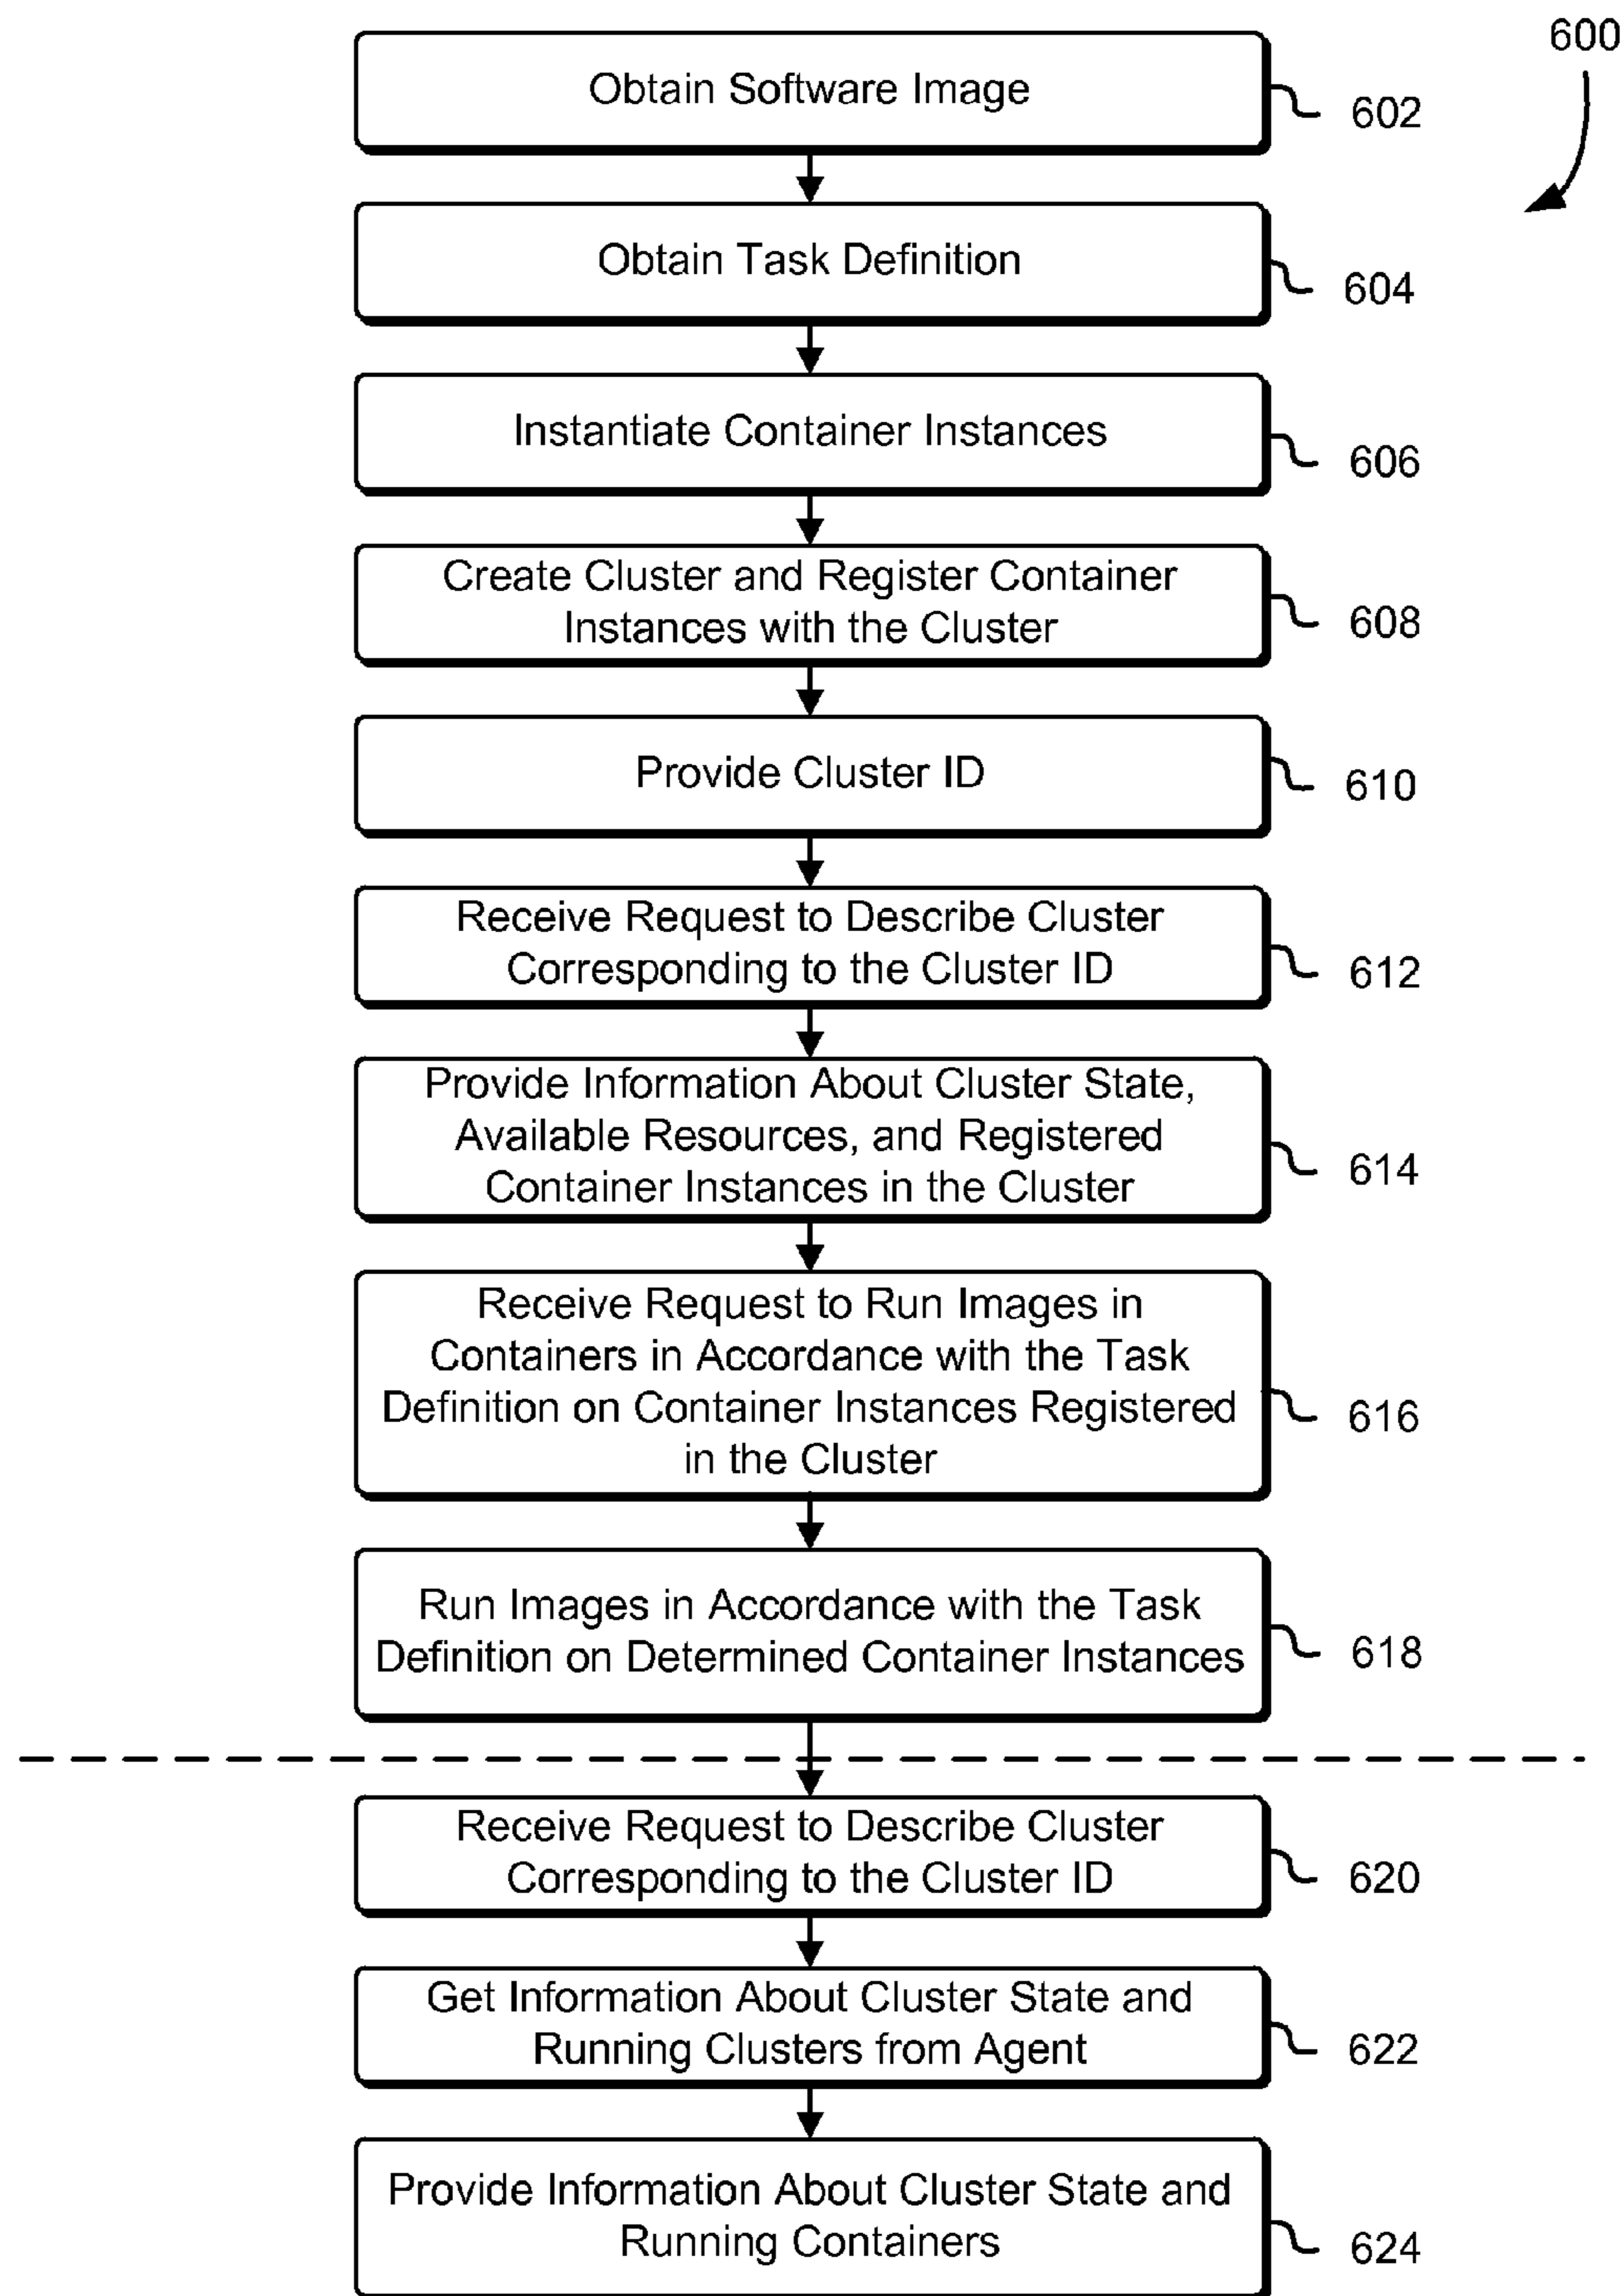 600
Obtain Software Image
602
Obtain Task Definition
604
Instantiate Container Instances
606
Create Cluster and Register Container
Instances with the Cluster
608
Provide Cluster ID
610
Receive Request to Describe Cluster
Corresponding to the Cluster ID
612
Provide Information About Cluster State,
Available Resources, and Registered
Container Instances in the Cluster
614
Receive Request to Run Images in
Containers in Accordance with the Task
Definition on Container Instances Registered
in the Cluster
616
Run Images in Accordance with the Task
Definition on Determined Container Instances
618
Receive Request to Describe Cluster
Corresponding to the Cluster ID
620
Get Information About Cluster State and
Running Clusters from Agent
622
Provide Information About Cluster State and
Running Containers
624